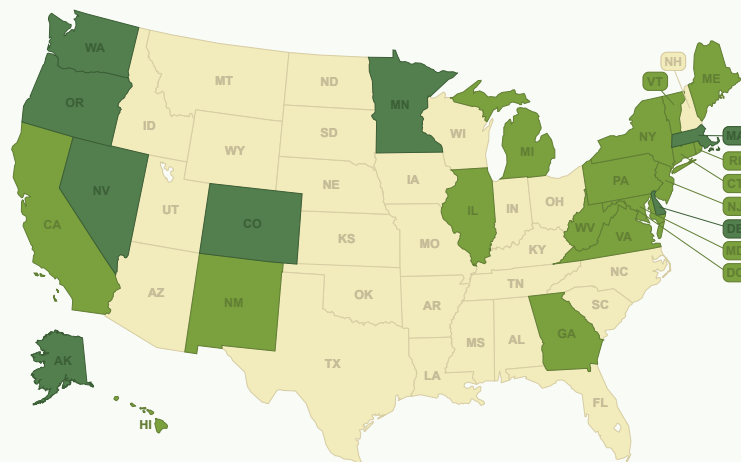 WA
MT
ND
MN
OR
ID
SD
WI
MI
NY
VT
NH
ME
MA
WY
RI
CT
NJ
PA
NV
UT
CO
NE
IA
IL
IN
OH
WV
VA
DE
MD
DC
CA
KS
MO
KY
NC
AZ
NM
OK
AR
TN
SC
TX
LA
MS
AL
GA
FL
AK
HI